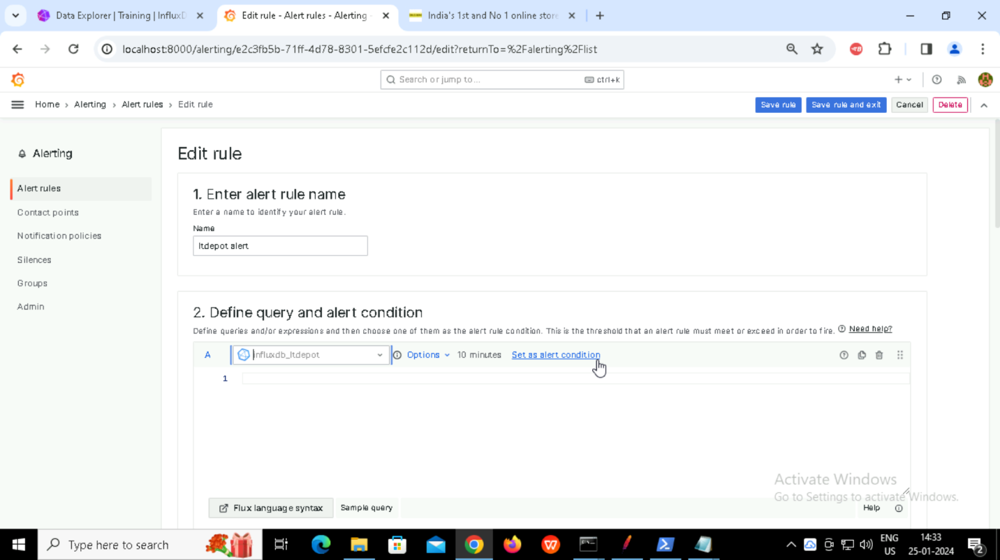 Data Explorer | Training | InfluxD
Edit rule - Alert rules - Alerting -
India's 1st and No 1 online store
localhost:8000/alerting/e2c3fb5b-71ff-4d78-8301-5efcfe2c112d/edit?returnTo=%2Falerting%2Flist
Search or jump to...
ctrl+k
Home › Alerting › Alert rules › Edit rule
Save rule
Save rule and exit
Cancel
Delete
Alerting
Alert rules
Contact points
Notification policies
Silences
Groups
Admin
Edit rule
1. Enter alert rule name
Enter a name to identify your alert rule.
Name
ltdepot alert
2. Define query and alert condition
Define queries and/or expressions and then choose one of them as the alert rule condition. This is the threshold that an alert rule must meet or exceed in order to fire. Need help?
A influxdb_ltdepot Options 10 minutes Set as alert condition
1
Flux language syntax
Sample query
Help
Activate Windows
Go to Settings to activate Windows.
Type here to search
ENG
US
14:33
25-01-2024
2